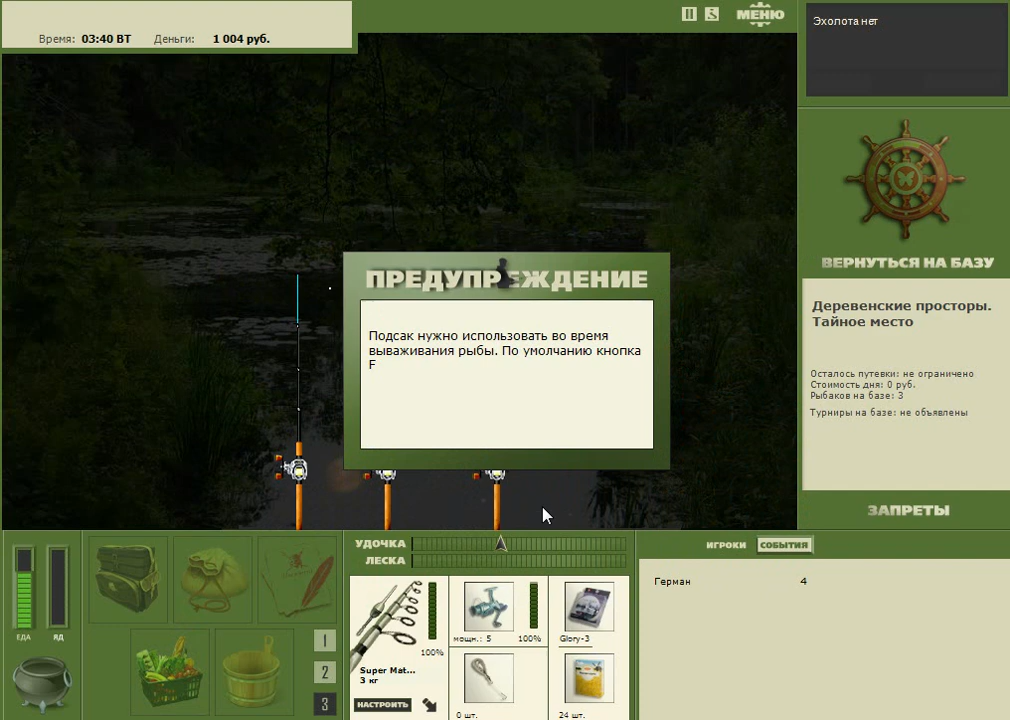 Время: 03:40 ВТ Деньги: 1 004 руб.
МЕНЮ
Эхолота нет
ВЕРНУТЬСЯ НА БАЗУ
ПРЕДУПРЕЖДЕНИЕ
Подсак нужно использовать во время
вываживания рыбы. По умолчанию кнопка
F
Деревенские просторы.
Тайное место
Осталось путевки: не ограничено
Стоимость дня: 0 руб.
Рыбаков на базе: 3
Турниры на базе: не объявлены
ЗАПРЕТЫ
УДОЧКА
ЛЕСКА
ИГРОКИ СОБЫТИЯ
Герман 4
ЕДА ЯД
1
2
3
100%
Super Mat...
3 кг
НАСТРОИТЬ
мощн.: 5 100%
Glory-3
0 шт.
24 шт.